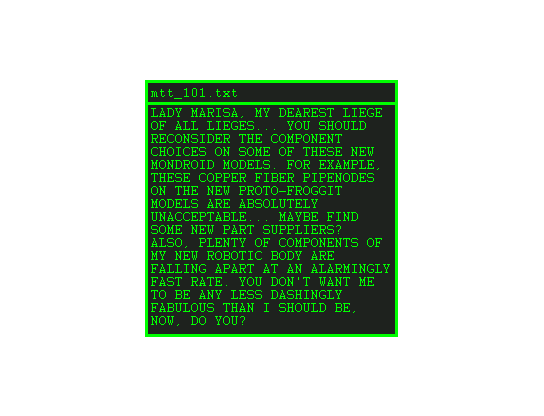 mtt_101.txt
LADY MARISA, MY DEAREST LIEGE
OF ALL LIEGES... YOU SHOULD
RECONSIDER THE COMPONENT
CHOICES ON SOME OF THESE NEW
MONDROID MODELS. FOR EXAMPLE,
THESE COPPER FIBER PIPENODES
ON THE NEW PROTO-FROGGIT
MODELS ARE ABSOLUTELY
UNACCEPTABLE... MAYBE FIND
SOME NEW PART SUPPLIERS?
ALSO, PLENTY OF COMPONENTS OF
MY NEW ROBOTIC BODY ARE
FALLING APART AT AN ALARMINGLY
FAST RATE. YOU DON'T WANT ME
TO BE ANY LESS DASHINGLY
FABULOUS THAN I SHOULD BE,
NOW, DO YOU?